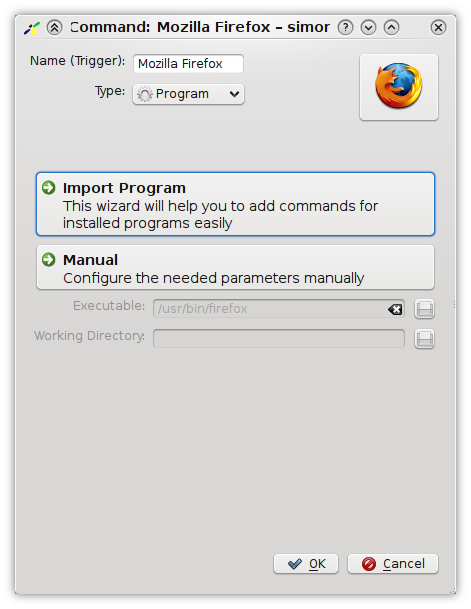 Command: Mozilla Firefox – simor
Name (Trigger): Mozilla Firefox
Type: Program
Import Program
This wizard will help you to add commands for
installed programs easily
Manual
Configure the needed parameters manually
Executable: /usr/bin/firefox
Working Directory:
OK Cancel